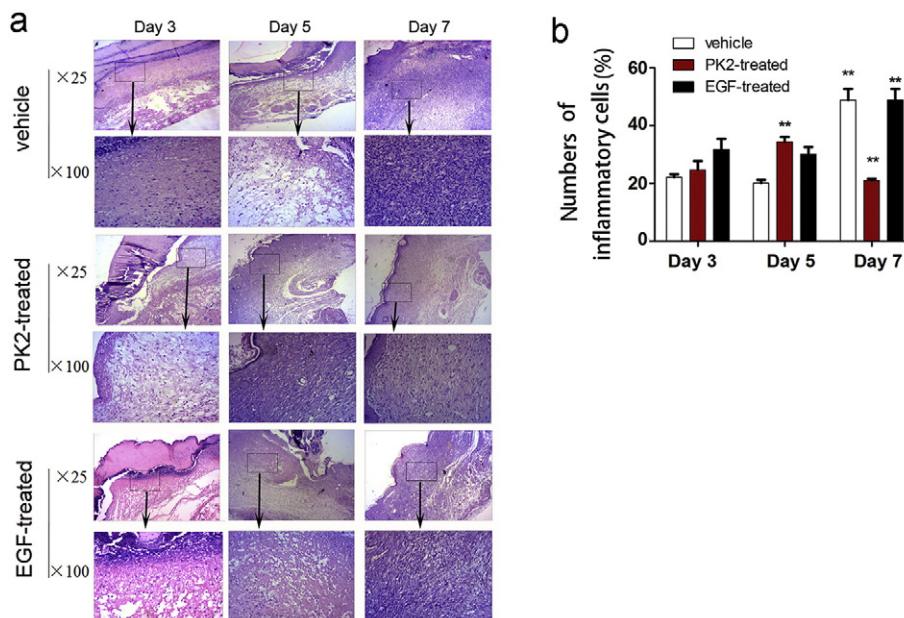 a
Day 3 Day 5 Day 7
vehicle
×25
×100
PK2-treated
×25
×100
EGF-treated
×25
×100
b
vehicle
PK2-treated
EGF-treated
Numbers of
inflammatory cells (%)
60
40
20
0
**
**
**
**
Day 3 Day 5 Day 7